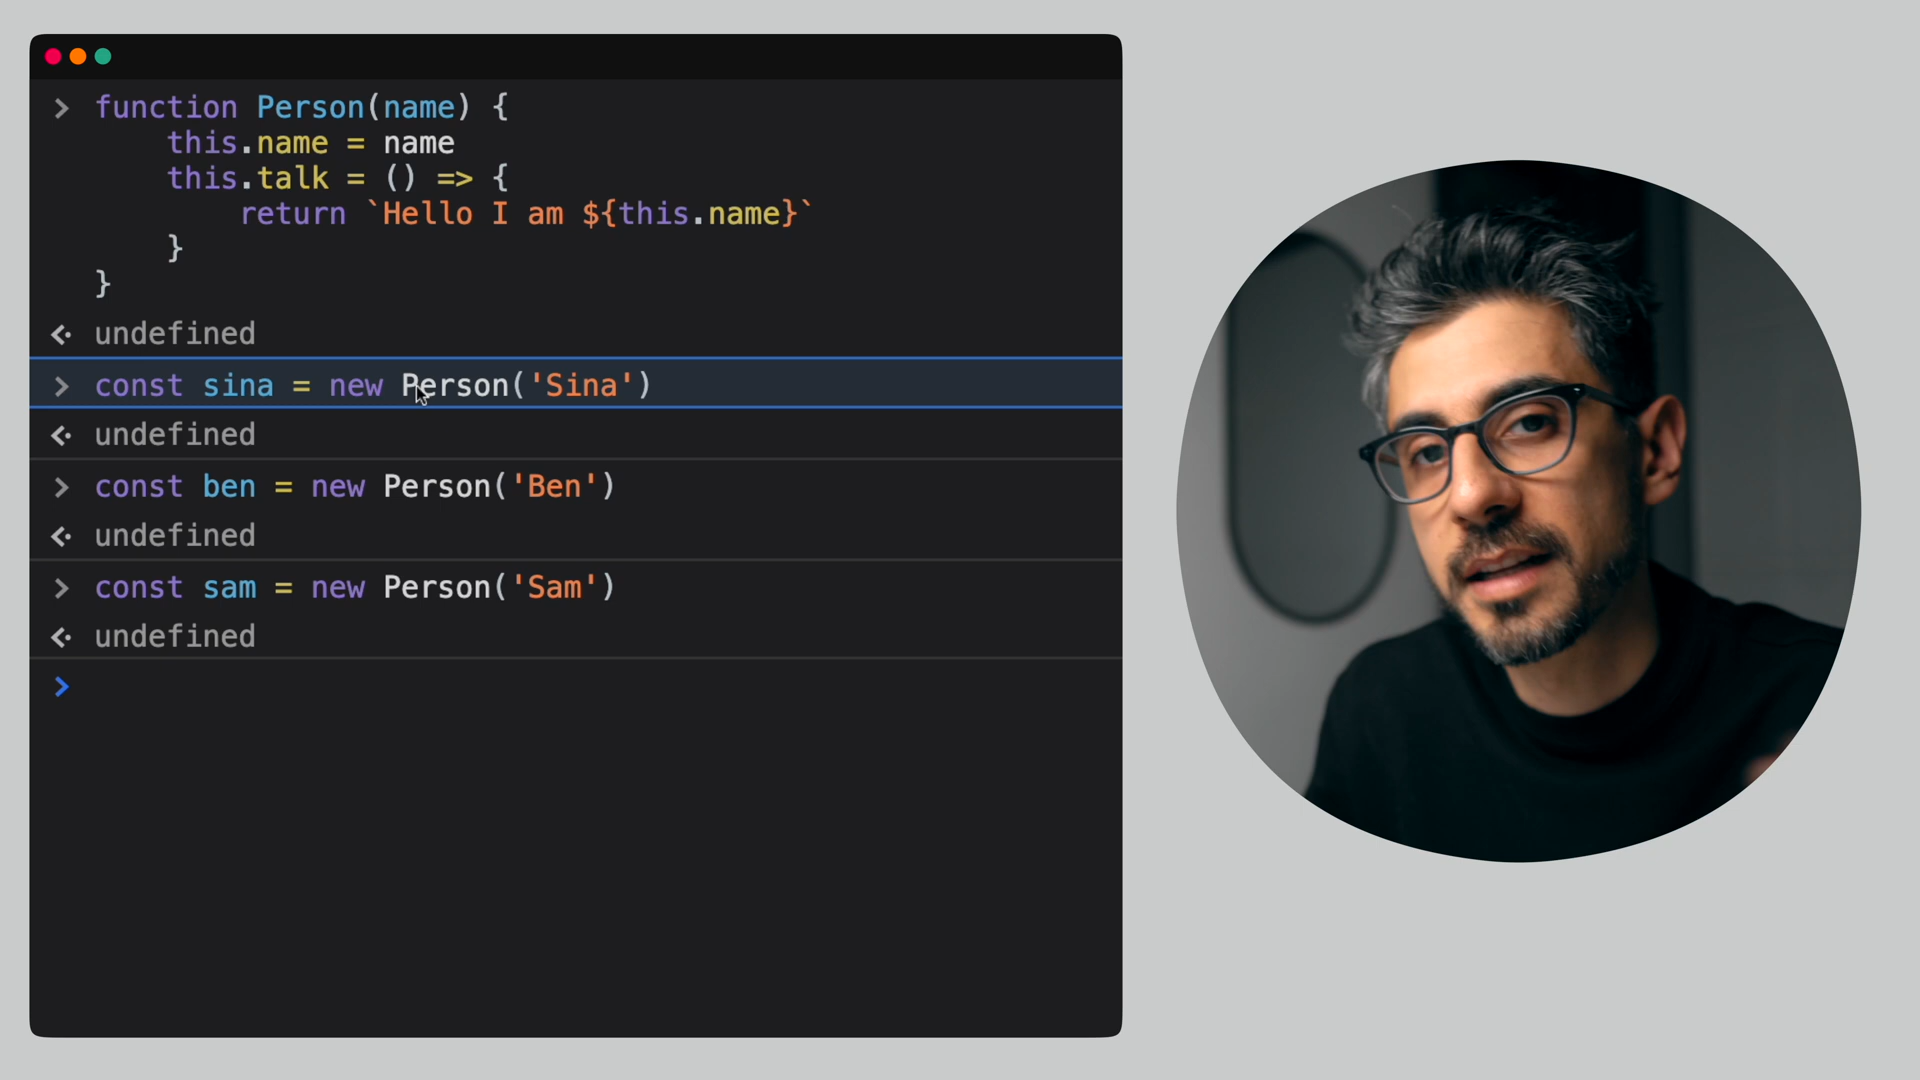 > function Person(name) {
this.name = name
this.talk = () => {
return `Hello I am ${this.name}`
}
}
undefined
> const sina = new Person('Sina')
undefined
> const ben = new Person('Ben')
undefined
> const sam = new Person('Sam')
undefined
>